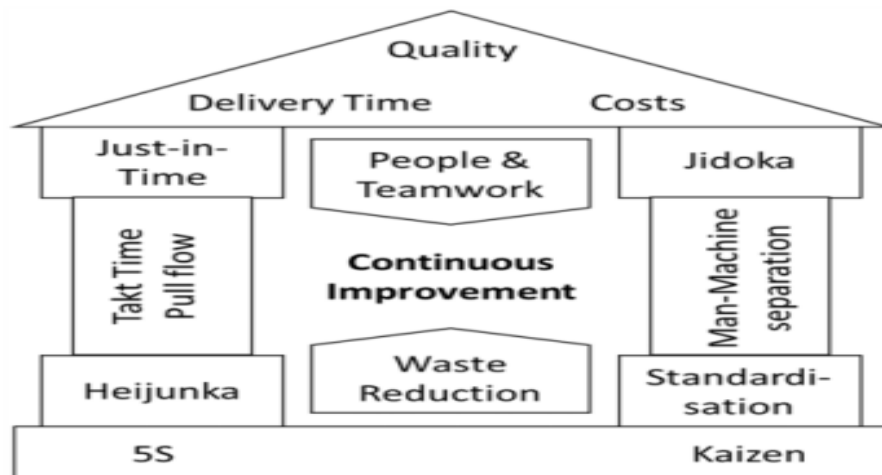 Quality
Delivery Time
Costs
Just-in-
Time
People &
Teamwork
Jidoka
Takt Time
Pull flow
Continuous
Improvement
Man-Machine
separation
Heijunka
Waste
Reduction
Standardi-
sation
5S
Kaizen